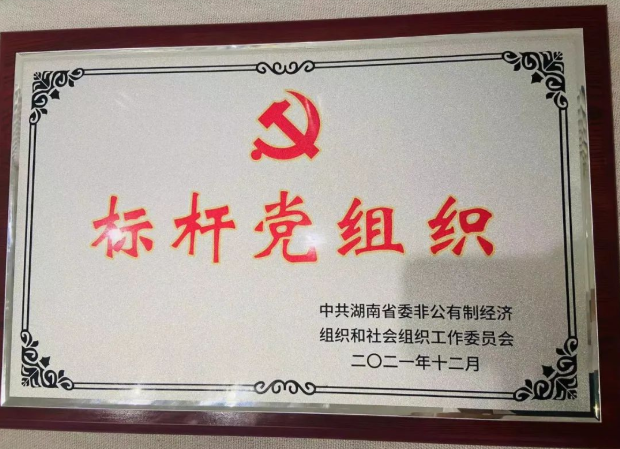 标杆党组织
中共湖南省委非公有制经济
组织和社会组织工作委员会
二〇二一年十二月